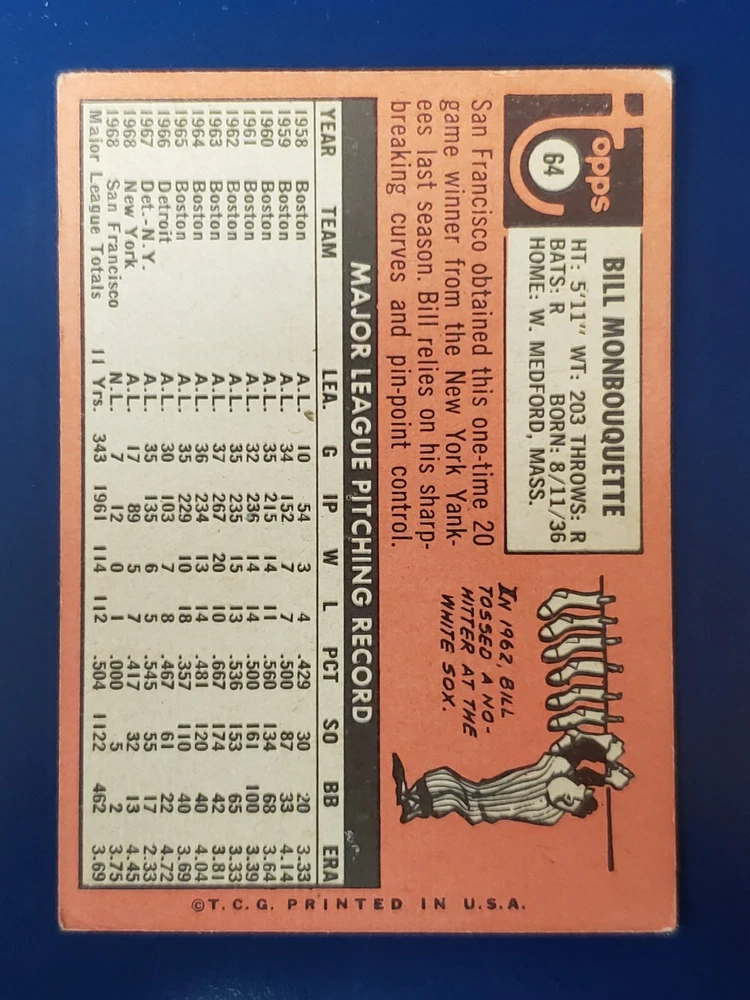 Topps
64
BILL MONBOUQUETTE
HT: 5'11" WT: 203 THROWS: R
BATS: R BORN: 8/11/36
HOME: W. MEDFORD, MASS.
San Francisco obtained this one-time 20
game winner from the New York Yank-
ees last season. Bill relies on his sharp-
breaking curves and pin-point control.
IN 1962, BILL
TOSSED A NO-
HITTER AT THE
WHITE SOX.
MAJOR LEAGUE PITCHING RECORD
YEAR TEAM LEA. G IP W L PCT SO BB ERA
1958 Boston A.L. 10 54 3 4 .429 30 20 3.33
1959 Boston A.L. 34 152 7 7 .500 87 33 4.14
1960 Boston A.L. 35 215 14 11 .560 134 68 3.64
1961 Boston A.L. 32 236 14 14 .500 161 100 3.39
1962 Boston A.L. 35 235 15 13 .536 153 65 3.33
1963 Boston A.L. 37 267 20 10 .667 174 42 3.81
1964 Boston A.L. 36 234 13 14 .481 120 40 4.04
1965 Boston A.L. 35 229 10 18 .357 110 40 3.69
1966 Detroit A.L. 30 103 7 8 .467 61 22 4.72
1967 Det.-N.Y. A.L. 35 135 6 5 .545 55 17 2.33
1968 New York A.L. 17 89 5 7 .417 32 13 4.45
1968 San Francisco N.L. 7 12 0 1 .000 5 2 3.75
Major League Totals 11 Yrs. 343 1961 114 112 .504 1122 462 3.69
©T.C.G. PRINTED IN U.S.A.